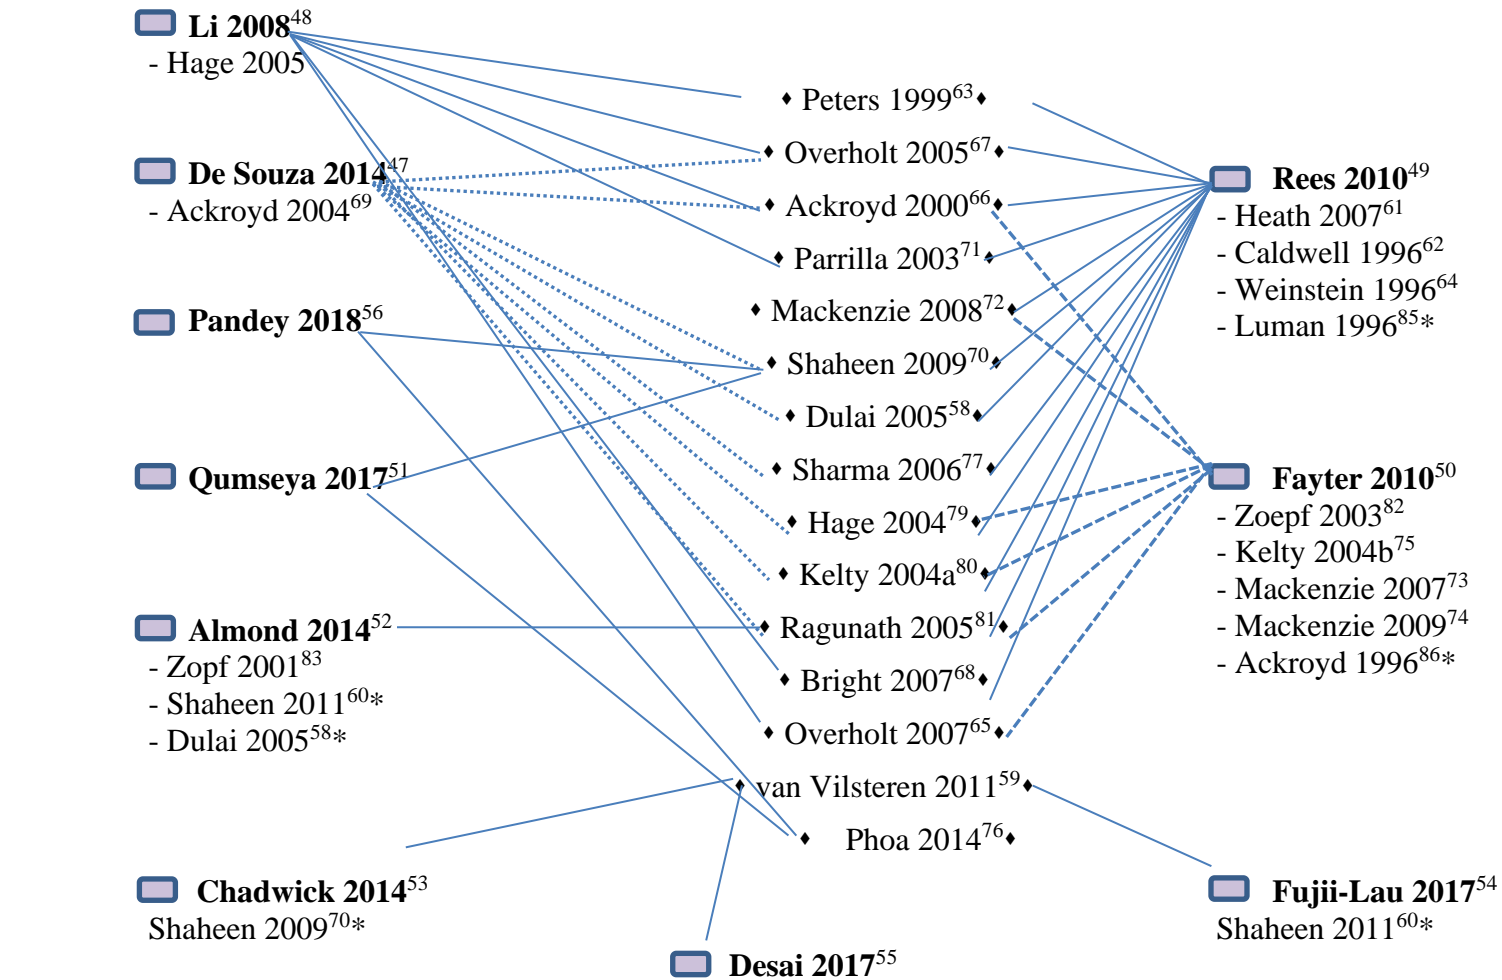 Li 2008⁴⁸
- Hage 2005
De Souza 2014⁴⁷
- Ackroyd 2004⁶⁹
Pandey 2018⁵⁶
Qumseya 2017⁵¹
Almond 2014⁵²
- Zopf 2001⁸³
- Shaheen 2011⁶⁰*
- Dulai 2005⁵⁸*
Chadwick 2014⁵³
Shaheen 2009⁷⁰*
Peters 1999⁶³
Overholt 2005⁶⁷
Ackroyd 2000⁶⁶
Parrilla 2003⁷¹
Mackenzie 2008⁷²
Shaheen 2009⁷⁰
Dulai 2005⁵⁸
Sharma 2006⁷⁷
Hage 2004⁷⁹
Kelty 2004a⁸⁰
Ragunath 2005⁸¹
Bright 2007⁶⁸
Overholt 2007⁶⁵
van Vilsteren 2011⁵⁹
Phoa 2014⁷⁶
Desai 2017⁵⁵
Rees 2010⁴⁹
- Heath 2007⁶¹
- Caldwell 1996⁶²
- Weinstein 1996⁶⁴
- Luman 1996⁸⁵*
Fayter 2010⁵⁰
- Zoepf 2003⁸²
- Kelty 2004b⁷⁵
- Mackenzie 2007⁷³
- Mackenzie 2009⁷⁴
- Ackroyd 1996⁸⁶*
Fujii-Lau 2017⁵⁴
Shaheen 2011⁶⁰*